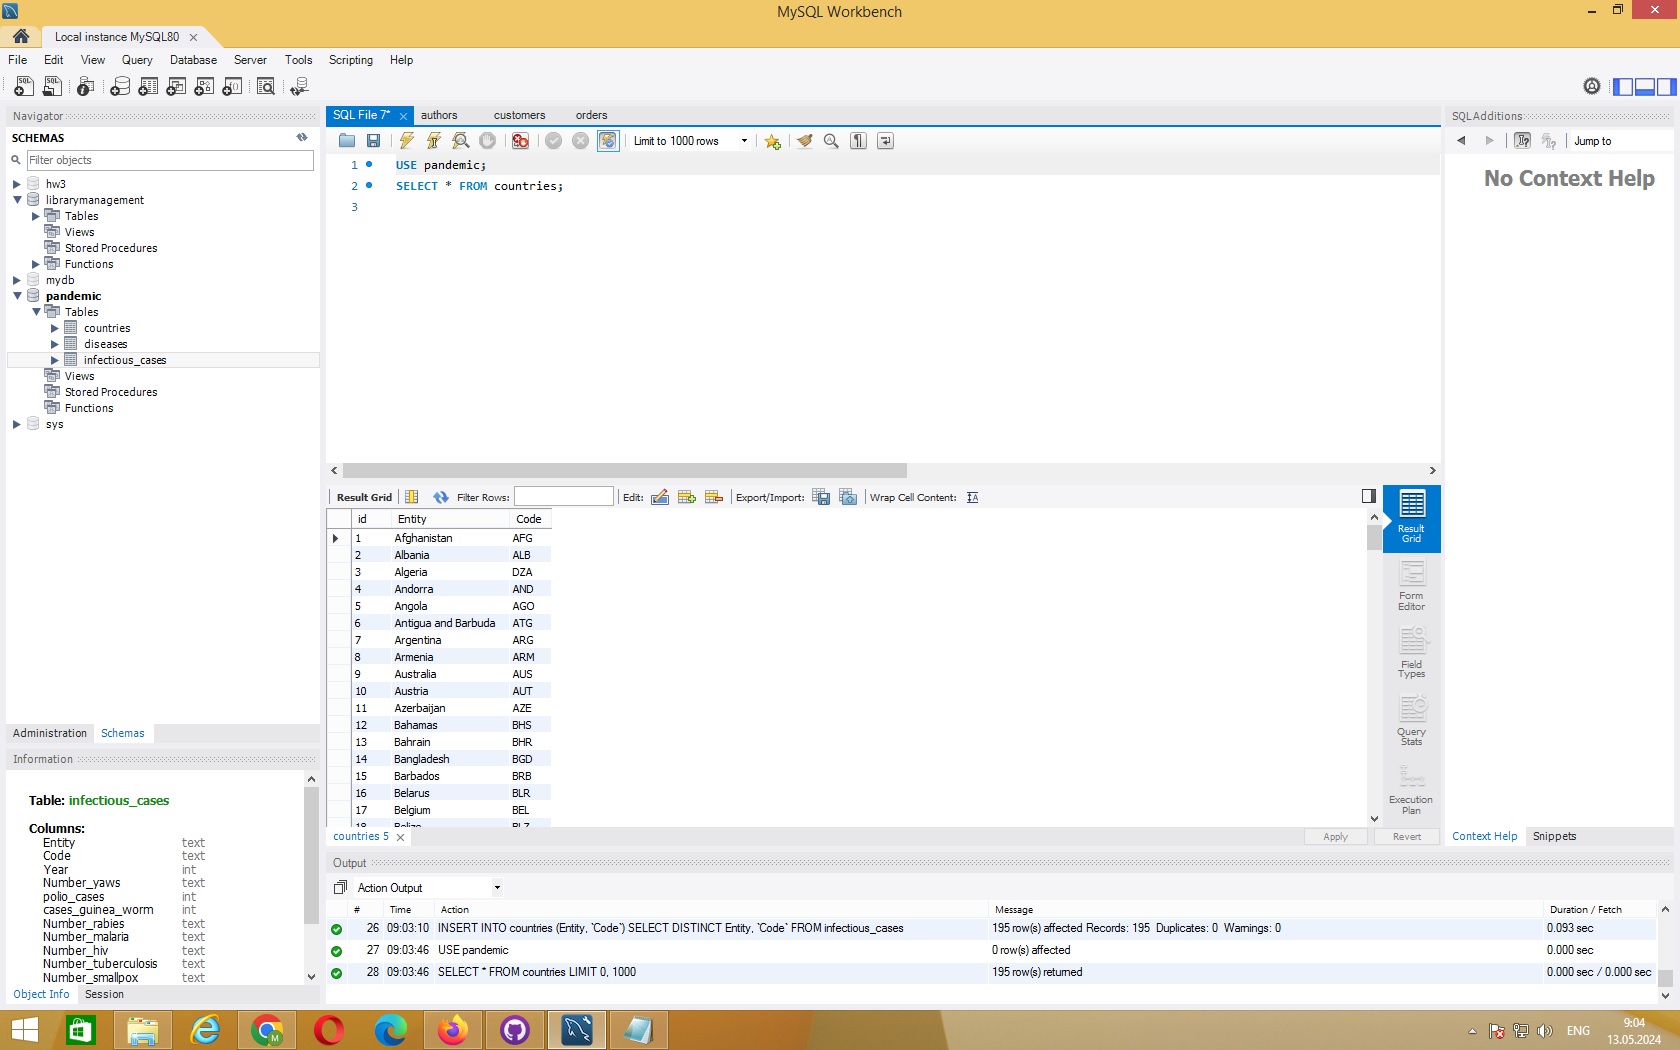 MySQL Workbench
Local instance MySQL80
File Edit View Query Database Server Tools Scripting Help
Navigator
SCHEMAS
Filter objects
hw3
librarymanagement
Tables
Views
Stored Procedures
Functions
mydb
pandemic
Tables
countries
diseases
infectious_cases
Views
Stored Procedures
Functions
sys
Administration Schemas
Information
Table: infectious_cases
Columns:
Entity text
Code text
Year int
Number_yaws text
polio_cases int
cases_guinea_worm int
Number_rabies text
Number_malaria text
Number_hiv text
Number_tuberculosis text
Number_smallpox text
Object Info Session
SQL File 7* authors customers orders
Limit to 1000 rows
1 USE pandemic;
2 SELECT * FROM countries;
3
Result Grid Filter Rows: Edit: Export/Import: Wrap Cell Content:
id Entity Code
1 Afghanistan AFG
2 Albania ALB
3 Algeria DZA
4 Andorra AND
5 Angola AGO
6 Antigua and Barbuda ATG
7 Argentina ARG
8 Armenia ARM
9 Australia AUS
10 Austria AUT
11 Azerbaijan AZE
12 Bahamas BHS
13 Bahrain BHR
14 Bangladesh BGD
15 Barbados BRB
16 Belarus BLR
17 Belgium BEL
18 Belize BLZ
Result Grid
Form Editor
Field Types
Query Stats
Execution Plan
countries 5
Apply Revert
SQLAdditions
Jump to
No Context Help
Context Help Snippets
Output
Action Output
# Time Action Message Duration / Fetch
26 09:03:10 INSERT INTO countries (Entity, `Code`) SELECT DISTINCT Entity, `Code` FROM infectious_cases 195 row(s) affected Records: 195 Duplicates: 0 Warnings: 0 0.093 sec
27 09:03:46 USE pandemic 0 row(s) affected 0.000 sec
28 09:03:46 SELECT * FROM countries LIMIT 0, 1000 195 row(s) returned 0.000 sec / 0.000 sec
ENG
9:04
13.05.2024